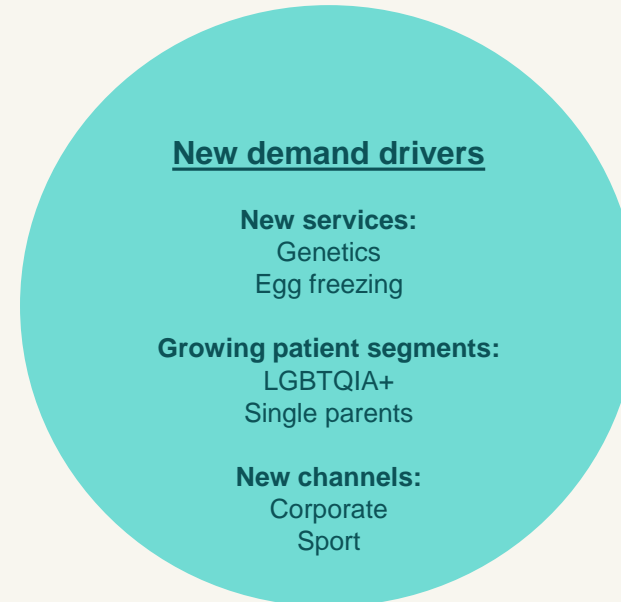 New demand drivers
New services:
Genetics
Egg freezing
Growing patient segments:
LGBTQIA+
Single parents
New channels:
Corporate
Sport